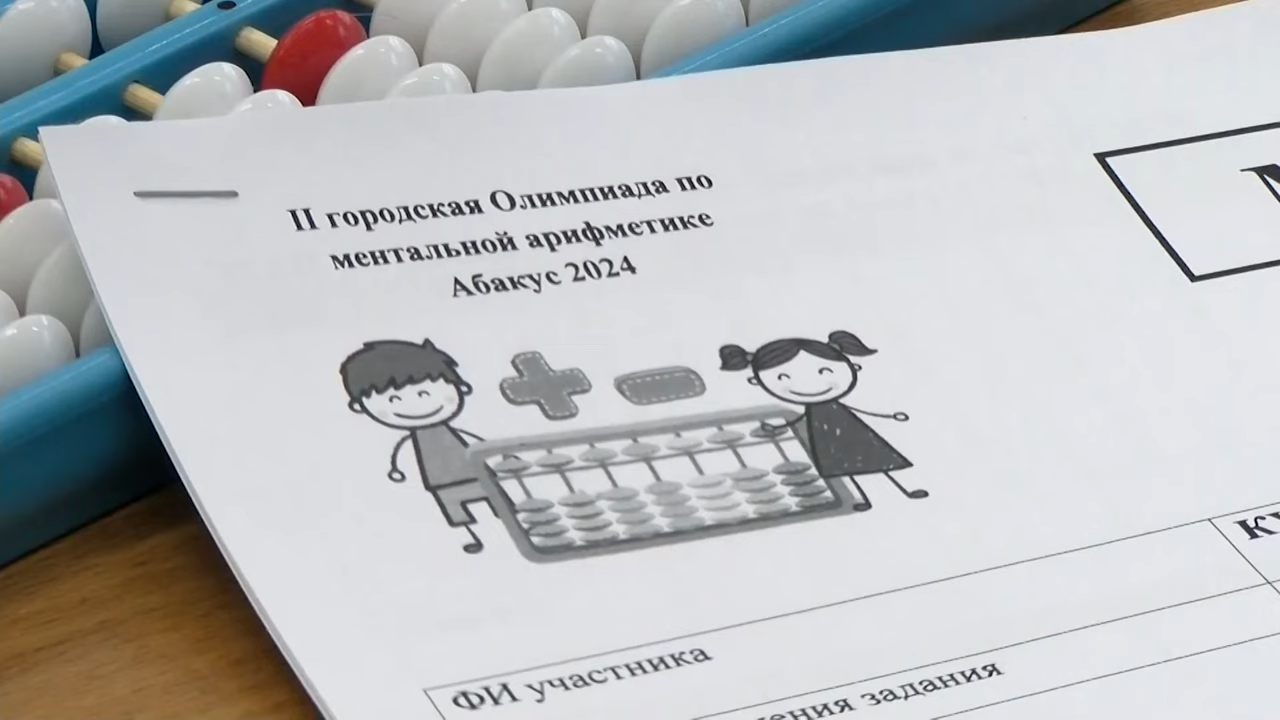 II городская Олимпиада по
ментальной арифметике
Абакус 2024
ФИ участника
задания